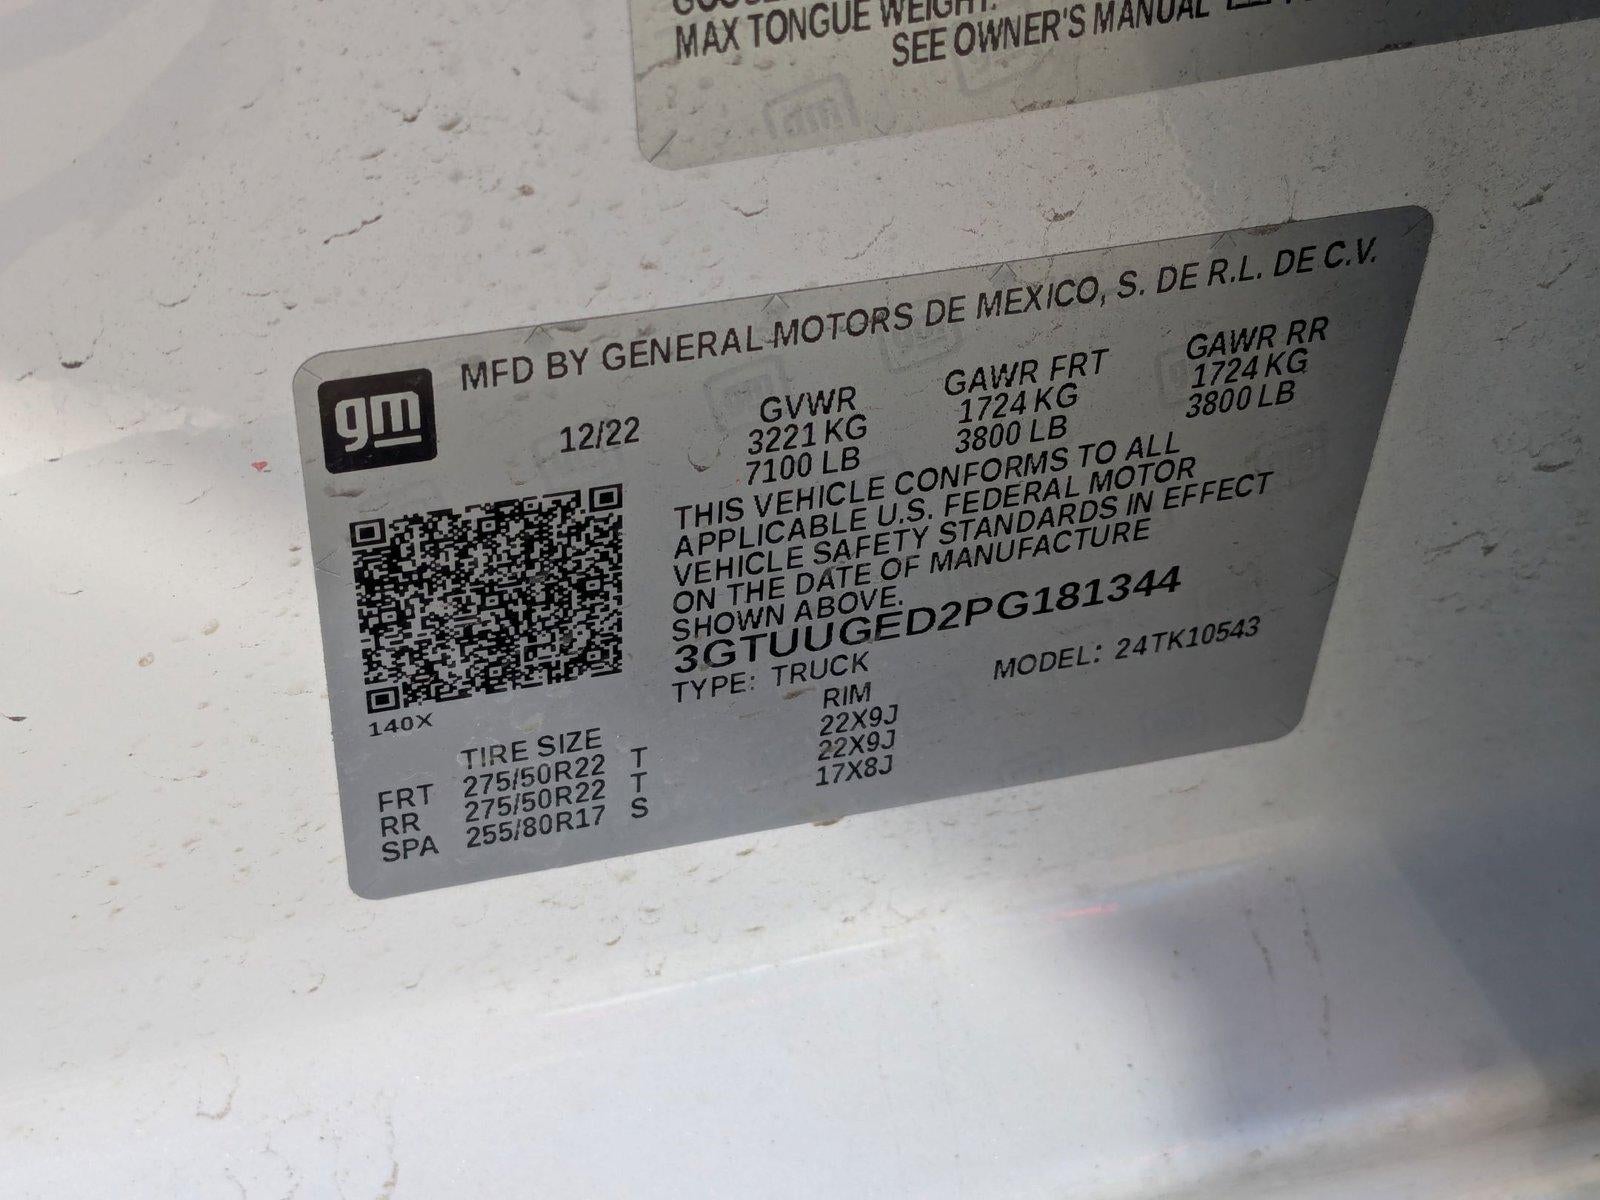 MAX TONGUE WEIGHT:
SEE OWNER'S MANUAL
MFD BY GENERAL MOTORS DE MEXICO, S. DE R.L. DE C.V.
gm
12/22
GVWR GAWR FRT GAWR RR
3221 KG 1724 KG 1724 KG
7100 LB 3800 LB 3800 LB
THIS VEHICLE CONFORMS TO ALL
APPLICABLE U.S. FEDERAL MOTOR
VEHICLE SAFETY STANDARDS IN EFFECT
ON THE DATE OF MANUFACTURE
SHOWN ABOVE.
3GTUUGED2PG181344
TYPE: TRUCK MODEL: 24TK10543
140X
TIRE SIZE RIM
FRT 275/50R22 T 22X9J
RR 275/50R22 T 22X9J
SPA 255/80R17 S 17X8J